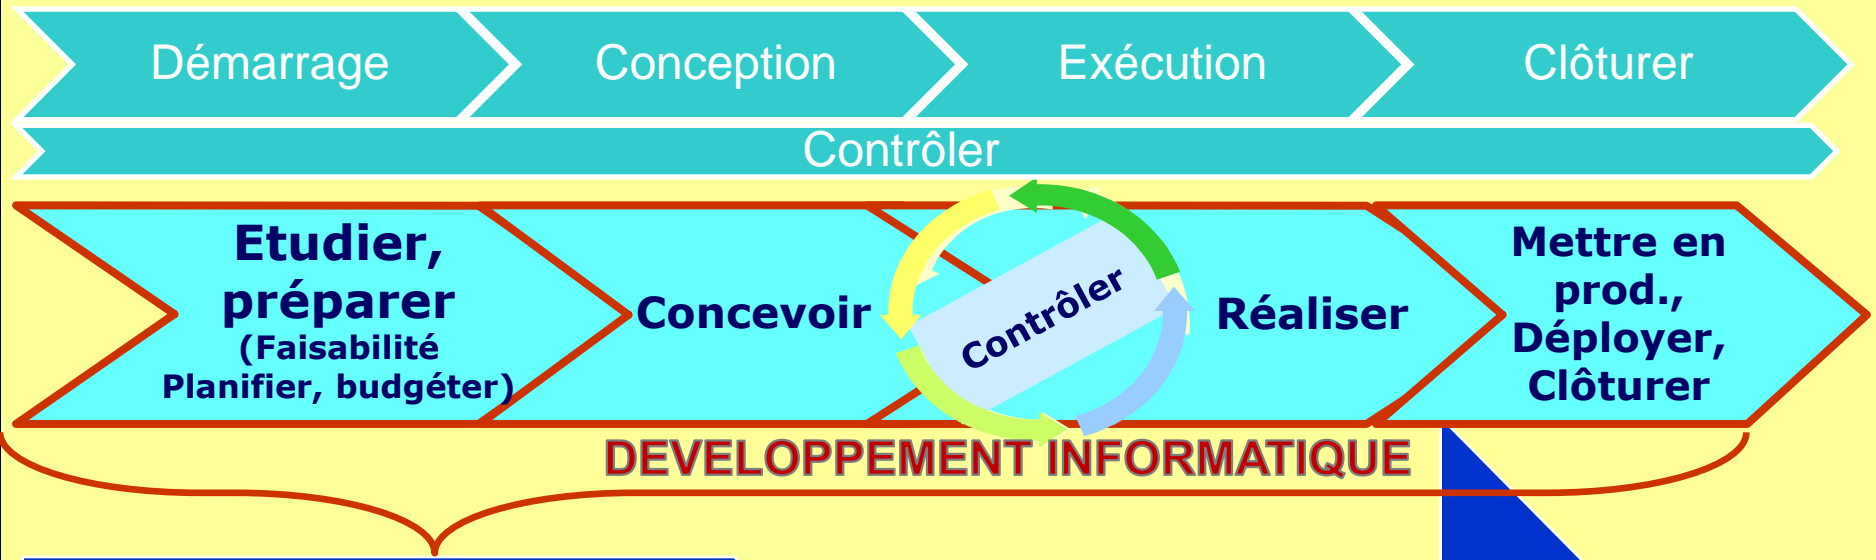 Démarrage
Conception
Exécution
Clôturer
Contrôler
Etudier,
préparer
(Faisabilité
Planifier, budgéter)
Concevoir
Contrôler
Réaliser
Mettre en
prod.,
Déployer,
Clôturer
DEVELOPPEMENT INFORMATIQUE